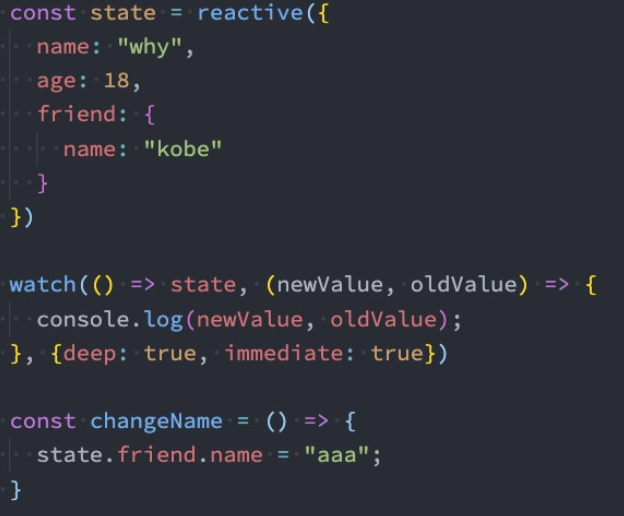 const state = reactive({
  name: "why",
  age: 18,
  friend: {
    name: "kobe"
  }
})

watch(() => state, (newValue, oldValue) => {
  console.log(newValue, oldValue);
}, {deep: true, immediate: true})

const changeName = () => {
  state.friend.name = "aaa";
}